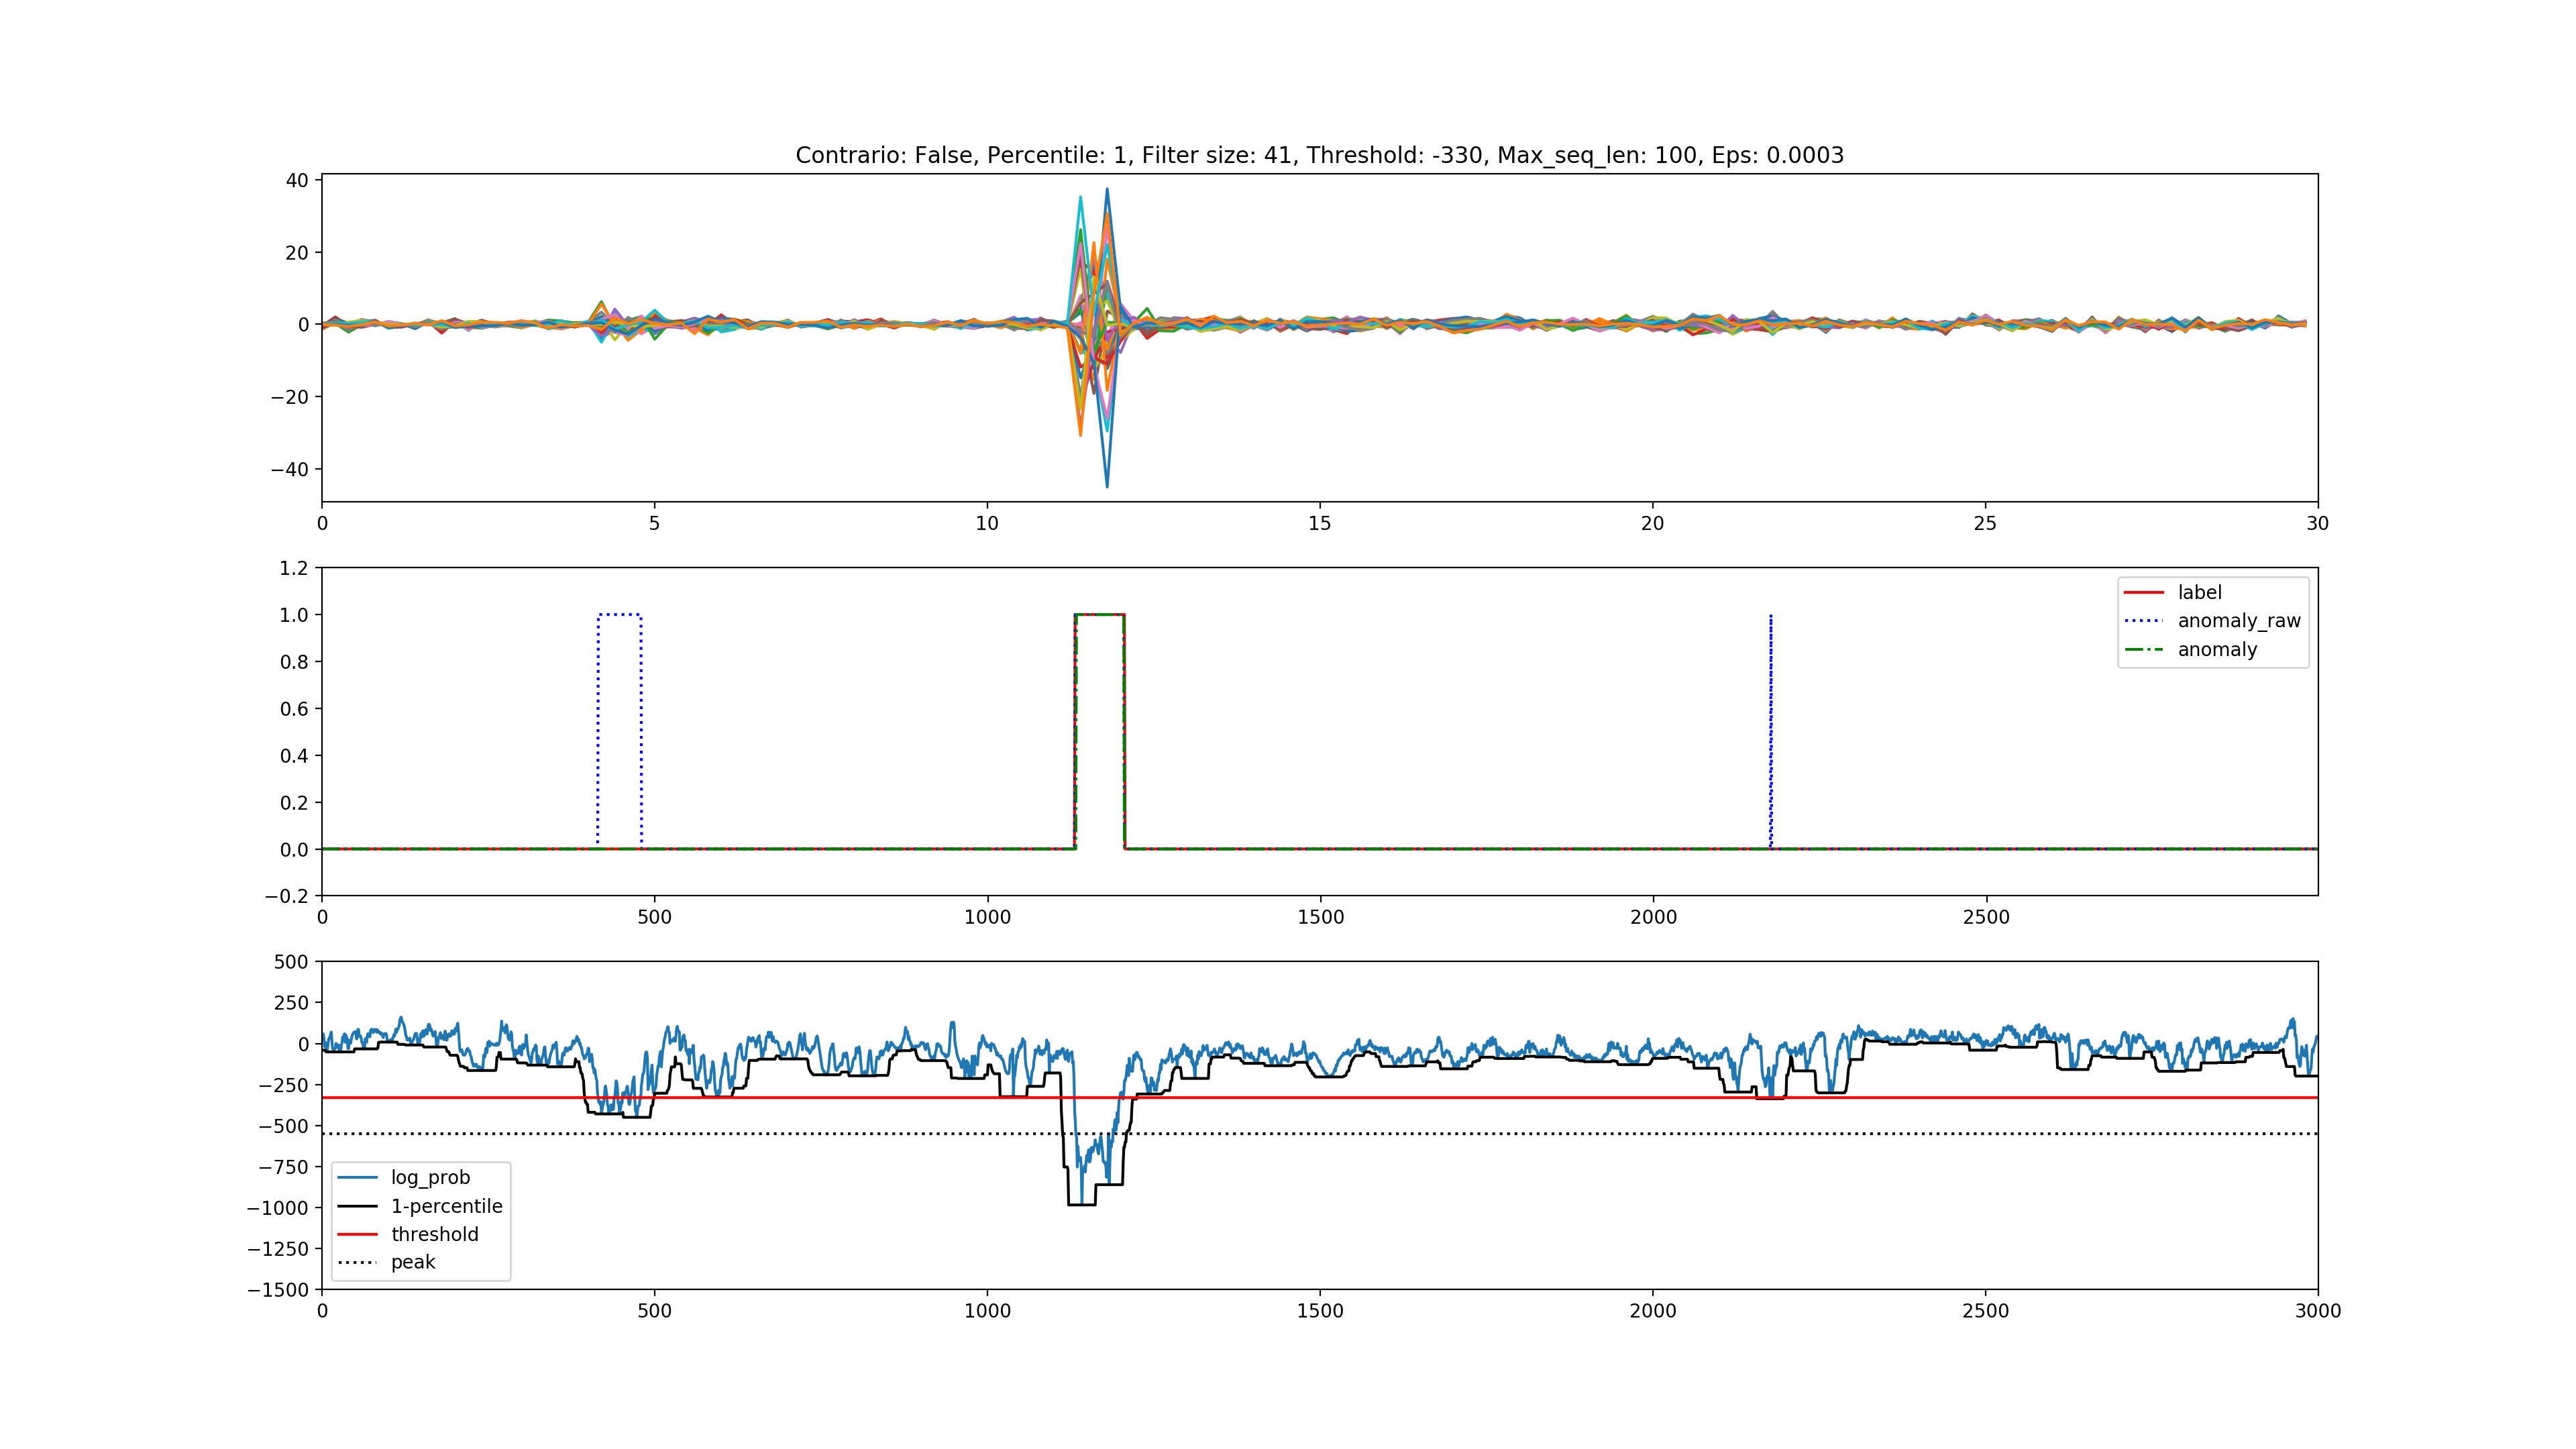 Contrario: False, Percentile: 1, Filter size: 41, Threshold: -330, Max_seq_len: 100, Eps: 0.0003
40
20
0
−20
−40
0 5 10 15 20 25 30
1.2
1.0
0.8
0.6
0.4
0.2
0.0
−0.2
label
anomaly_raw
anomaly
0 500 1000 1500 2000 2500
500
250
0
−250
−500
−750
−1000
−1250
−1500
log_prob
1-percentile
threshold
peak
0 500 1000 1500 2000 2500 3000